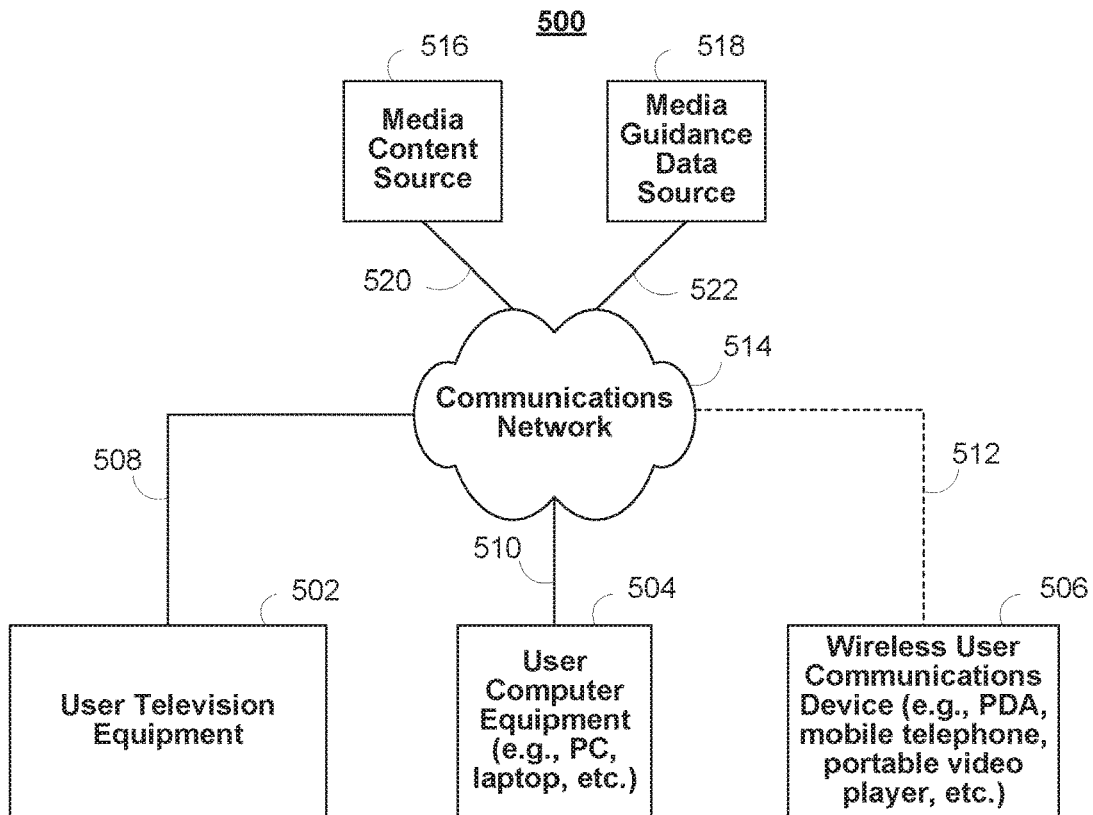 500
516
518
Media
Content
Source
Media
Guidance
Data
Source
520
522
514
Communications
Network
508
512
510
502
504
506
User Television
Equipment
User
Computer
Equipment
(e.g., PC,
laptop, etc.)
Wireless User
Communications
Device (e.g., PDA,
mobile telephone,
portable video
player, etc.)